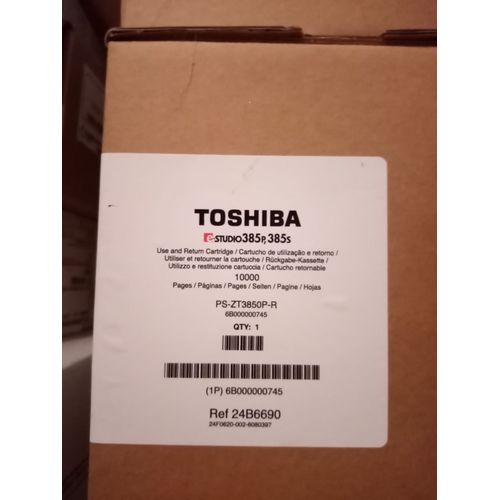 TOSHIBA
e-STUDIO385P, 385S
Use and Return Cartridge / Cartucho de utilização e retorno /
Utiliser et retourner la cartouche / Rückgabe-Kassette /
Utilizzo e restituzione cartuccia / Cartucho retornable
10000
Pages / Páginas / Pages / Seiten / Pagine / Hojas
PS-ZT3850P-R
6B000000745
QTY: 1
(1P) 6B000000745
Ref 24B6690
24F0620-002-6080397